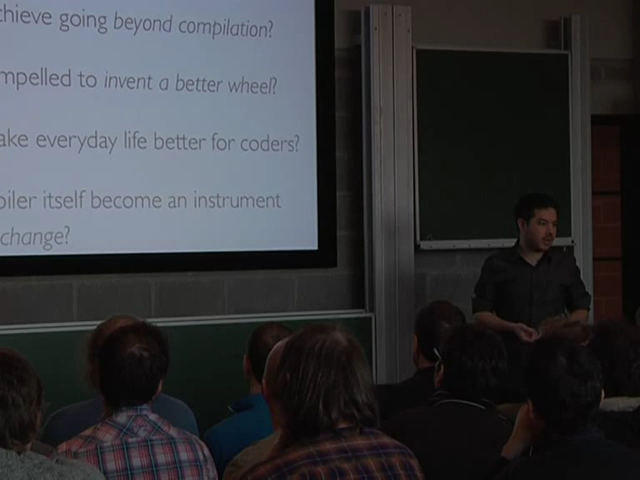 hieve going beyond compilation?
mpelled to invent a better wheel?
ake everyday life better for coders?
piler itself become an instrument
change?